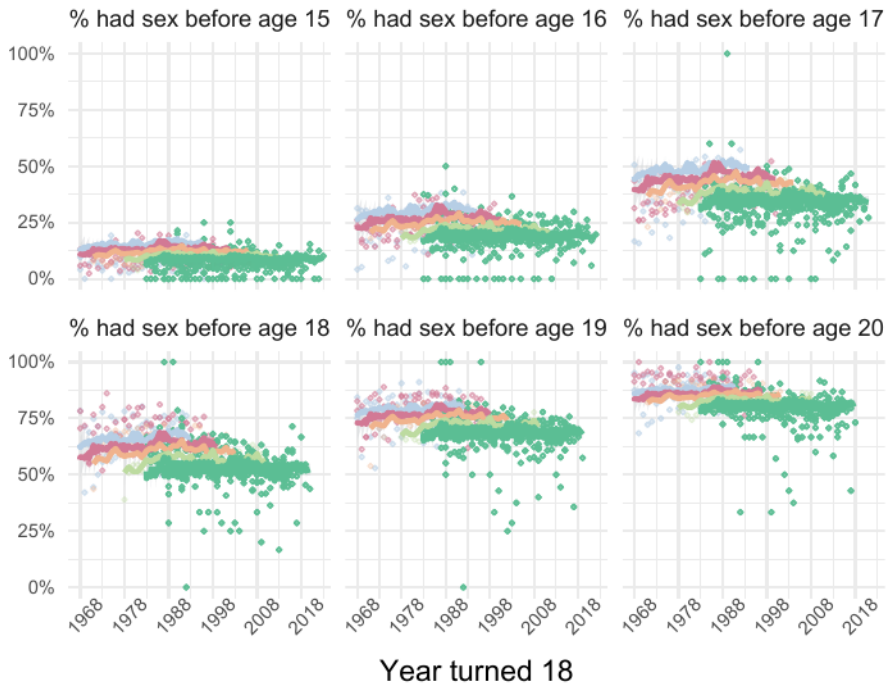 % had sex before age 15 % had sex before age 16 % had sex before age 17
100%
75%
50%
25%
0%
% had sex before age 18 % had sex before age 19 % had sex before age 20
100%
75%
50%
25%
0%
1968 1978 1988 1998 2008 2018 1968 1978 1988 1998 2008 2018 1968 1978 1988 1998 2008 2018
Year turned 18